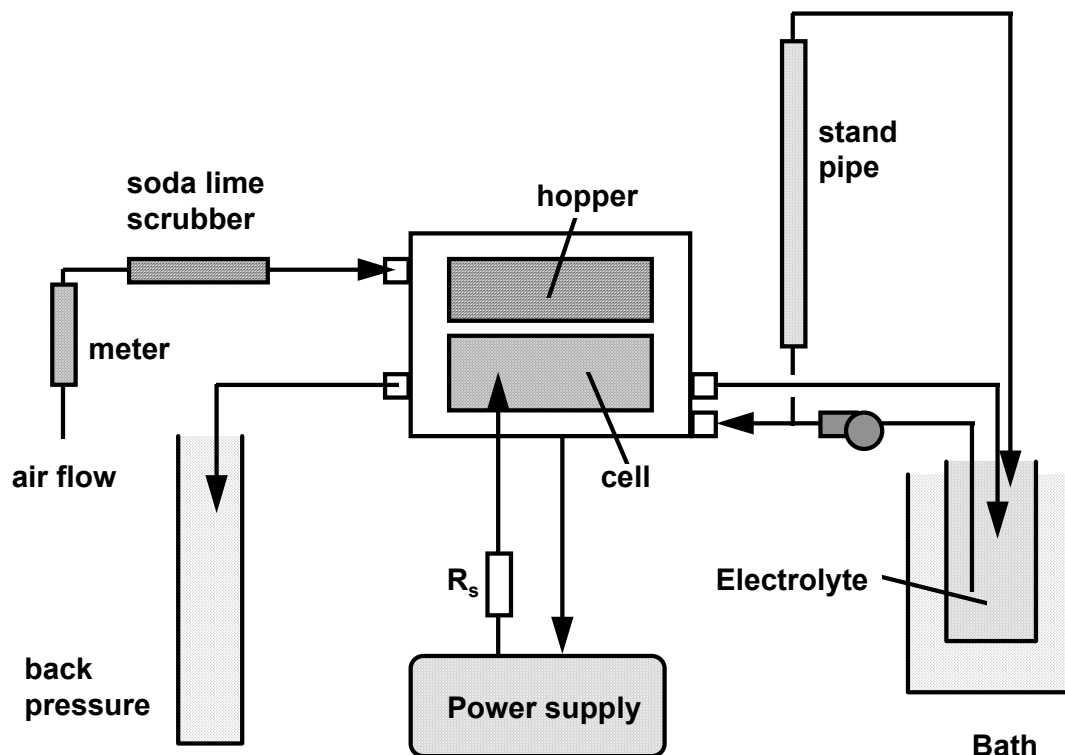 stand
pipe
soda lime
scrubber
hopper
meter
air flow
cell
Rs
Electrolyte
back
pressure
Power supply
Bath